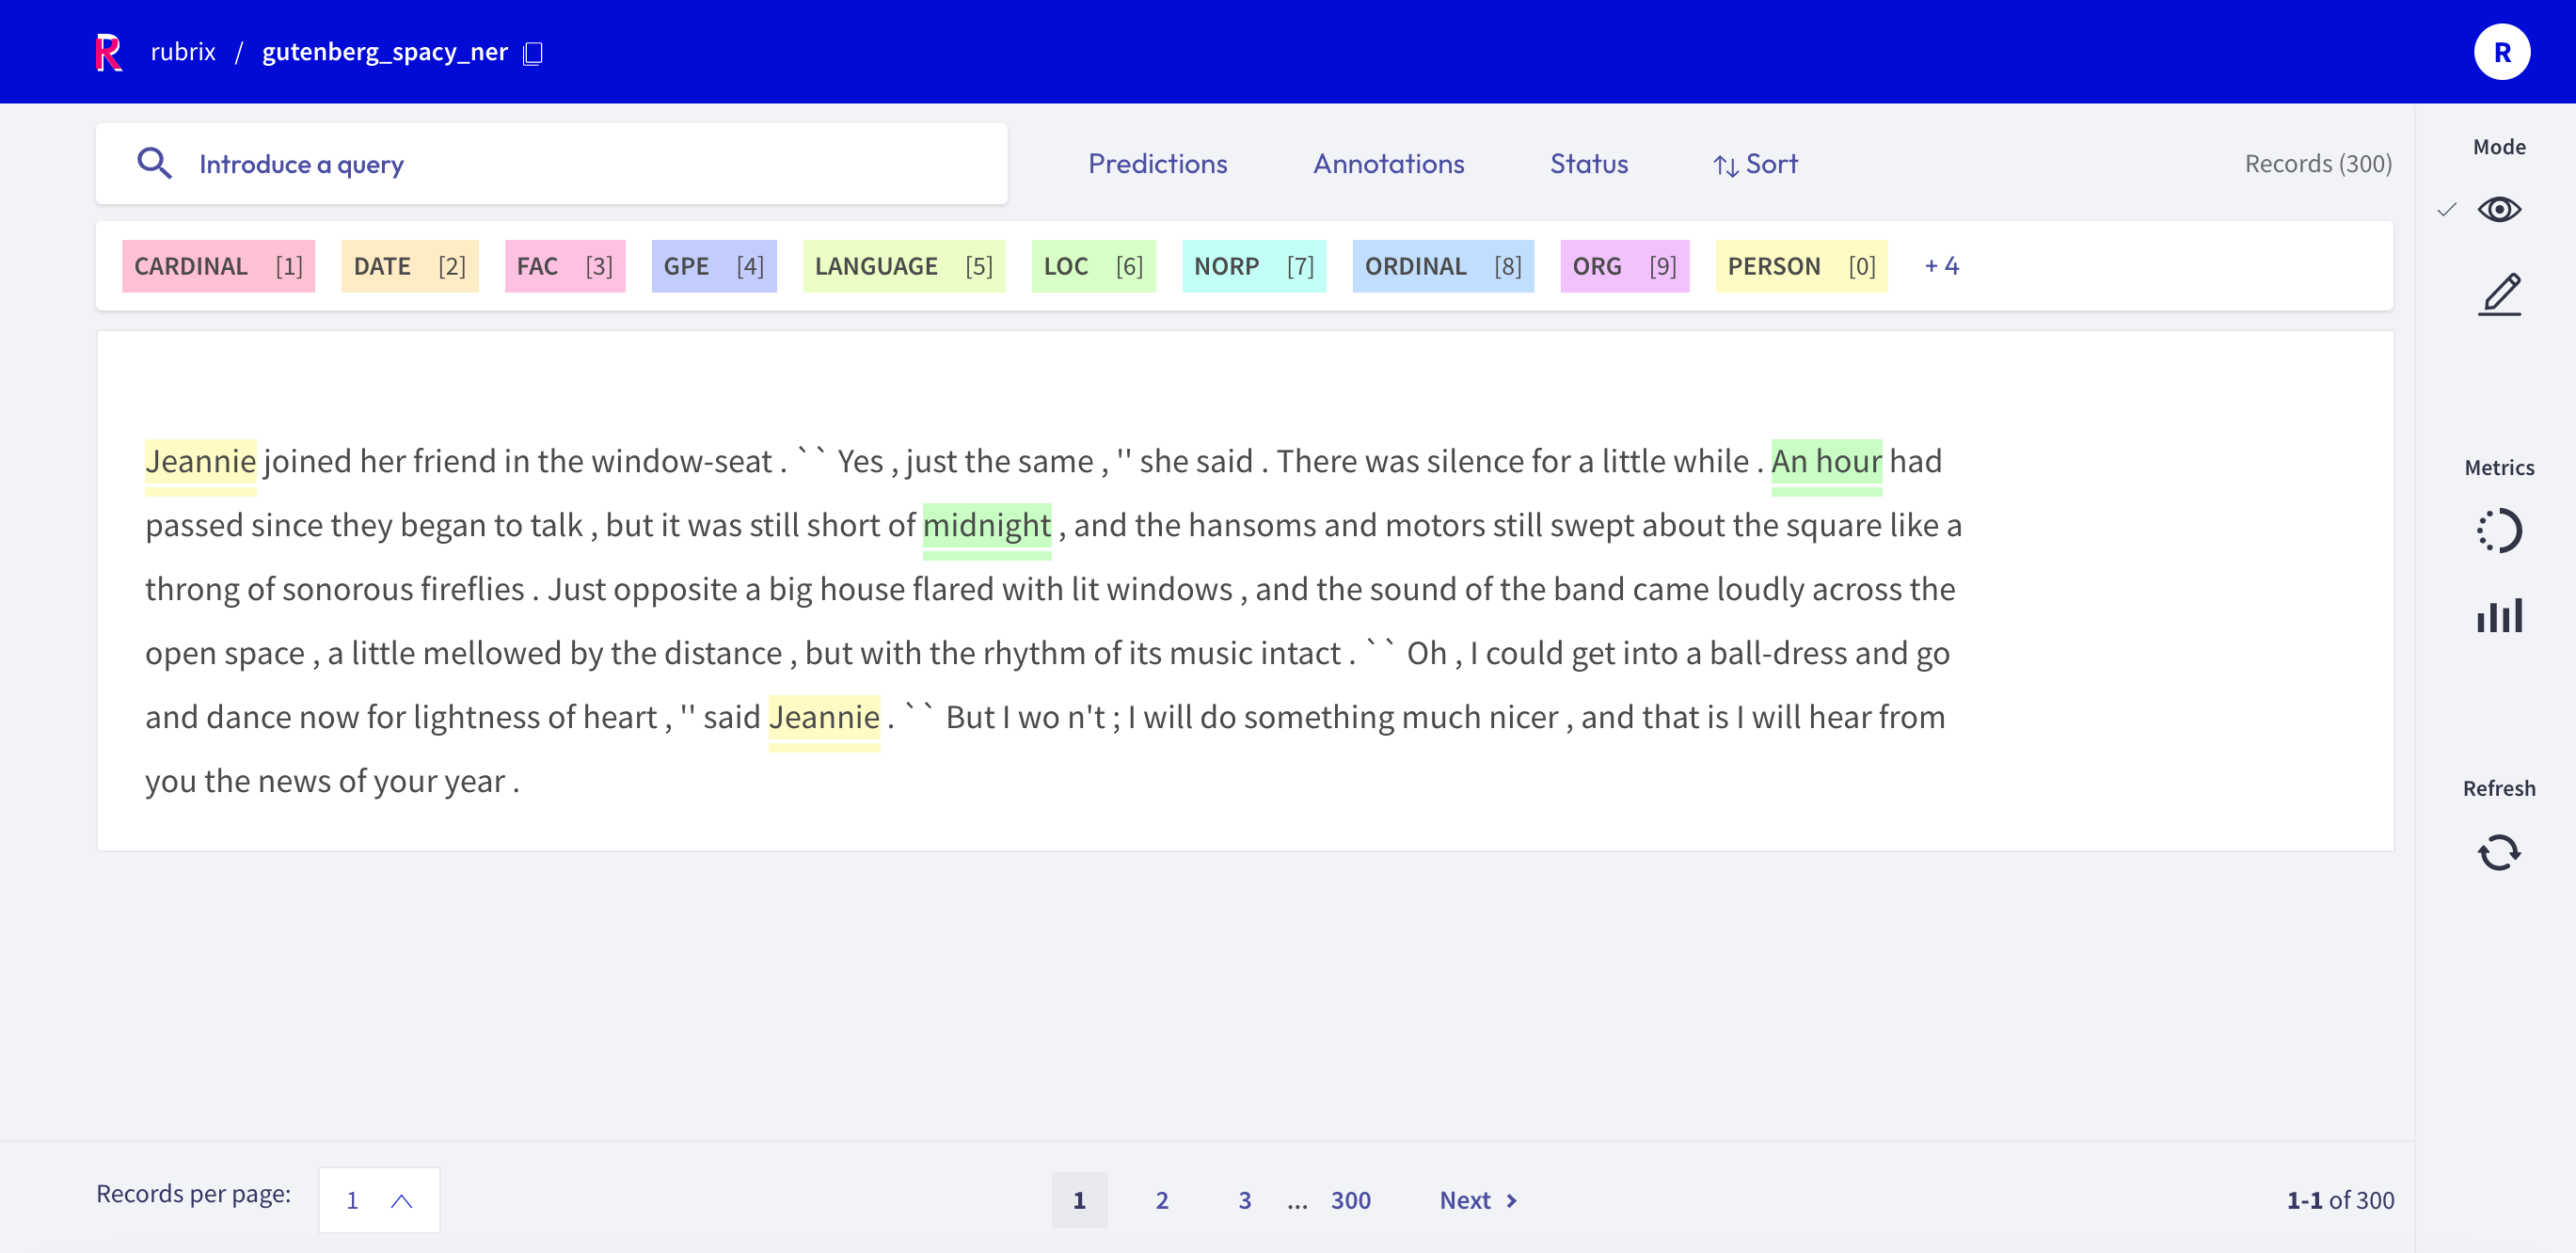 R rubrix / gutenberg_spacy_ner R
Introduce a query Predictions Annotations Status Sort Records (300)
Mode
CARDINAL [1] DATE [2] FAC [3] GPE [4] LANGUAGE [5] LOC [6] NORP [7] ORDINAL [8] ORG [9] PERSON [0] + 4
Jeannie joined her friend in the window-seat . `` Yes , just the same , '' she said . There was silence for a little while . An hour had
passed since they began to talk , but it was still short of midnight , and the hansoms and motors still swept about the square like a
throng of sonorous fireflies . Just opposite a big house flared with lit windows , and the sound of the band came loudly across the
open space , a little mellowed by the distance , but with the rhythm of its music intact . `` Oh , I could get into a ball-dress and go
and dance now for lightness of heart , '' said Jeannie . `` But I wo n't ; I will do something much nicer , and that is I will hear from
you the news of your year .
Metrics
Refresh
Records per page: 1 1 2 3 ... 300 Next 1-1 of 300